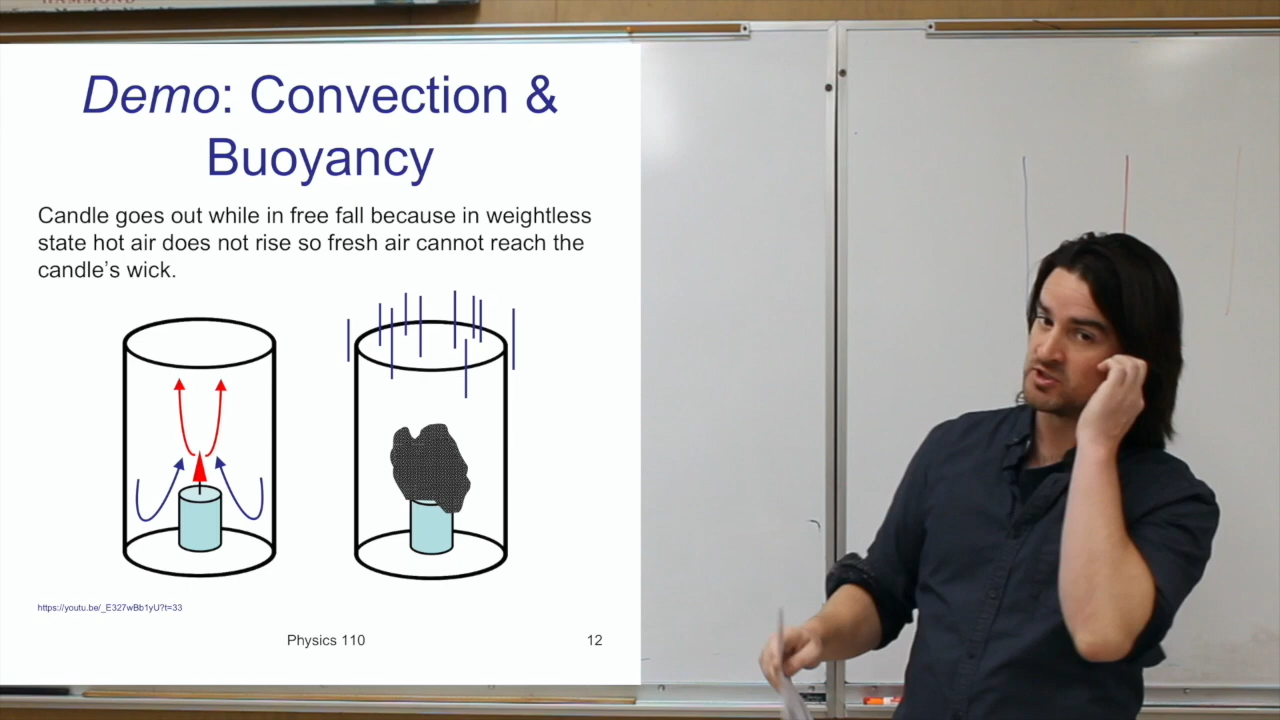 HAMMOND
Demo: Convection &
Buoyancy
Candle goes out while in free fall because in weightless
state hot air does not rise so fresh air cannot reach the
candle’s wick.
https://youtu.be/_E327wBb1yU?t=33
Physics 110
12